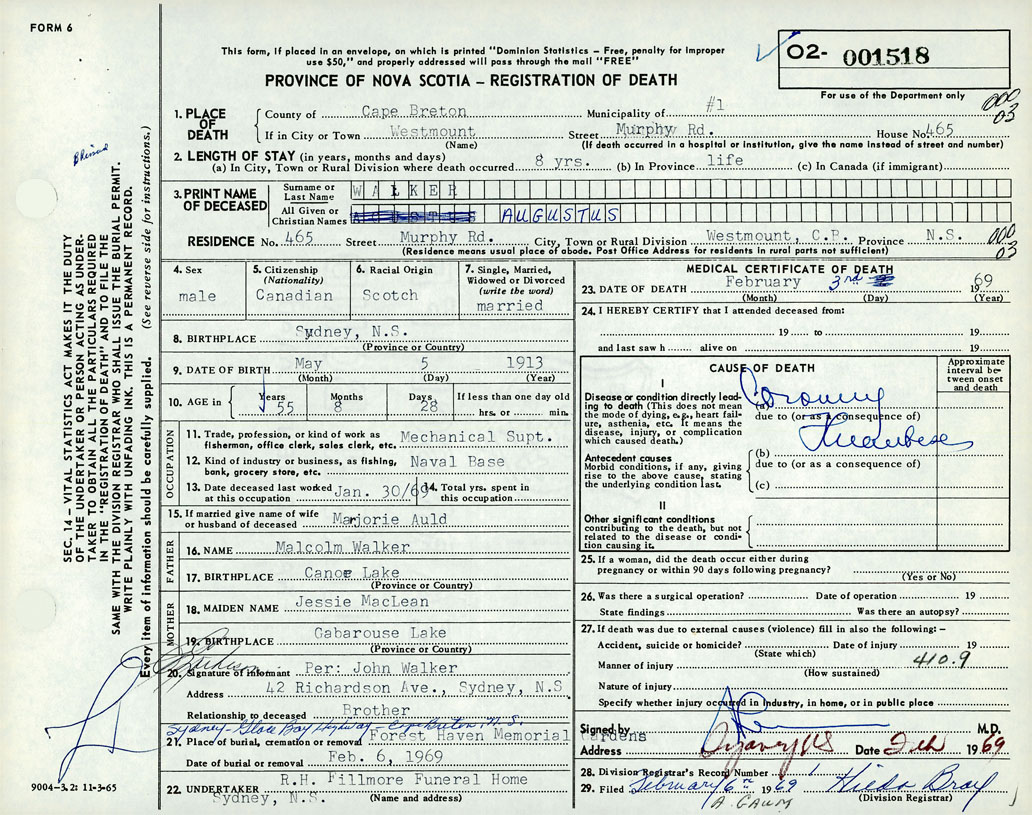 FORM 6
This form, if placed in an envelope, on which is printed "Dominion Statistics – Free, penalty for improper
use $50," and properly addressed will pass through the mail "FREE"
PROVINCE OF NOVA SCOTIA – REGISTRATION OF DEATH
02- 001518
For use of the Department only
000
03
1. PLACE OF DEATH
County of Cape Breton Municipality of #1
If in City or Town Westmount Street Murphy Rd. House No. 465
(Name) (If death occurred in a hospital or institution, give the name instead of street and number)
2. LENGTH OF STAY (in years, months and days)
(a) In City, Town or Rural Division where death occurred 8 yrs. (b) In Province life (c) In Canada (if immigrant)
3. PRINT NAME OF DECEASED
Surname or Last Name WALKER
All Given or Christian Names AUGUSTUS
RESIDENCE No. 465 Street Murphy Rd. City, Town or Rural Division Westmount, C.B. Province N.S.
(Residence means usual place of abode. Post Office Address for residents in rural parts not sufficient)
000
03
4. Sex male
5. Citizenship (Nationality) Canadian
6. Racial Origin Scotch
7. Single, Married, Widowed or Divorced (write the word) married
8. BIRTHPLACE Sydney, N.S.
(Province or Country)
9. DATE OF BIRTH May 5 1913
(Month) (Day) (Year)
10. AGE in Years 55 Months 8 Days 28 If less than one day old hrs. or min.
OCCUPATION
11. Trade, profession, or kind of work as fisherman, office clerk, sales clerk, etc. Mechanical Supt.
12. Kind of industry or business, as fishing, bank, grocery store, etc. Naval Base
13. Date deceased last worked at this occupation Jan. 30/69
14. Total yrs. spent in this occupation
15. If married give name of wife or husband of deceased Marjorie Auld
FATHER
16. NAME Malcolm Walker
17. BIRTHPLACE Canoe Lake
(Province or Country)
MOTHER
18. MAIDEN NAME Jessie MacLean
19. BIRTHPLACE Gabarouse Lake
(Province or Country)
20. Signature of informant Per: John Walker
Address 42 Richardson Ave., Sydney, N.S.
Relationship to deceased Brother
Sydney-Glace Bay Highway - Cape Breton, N.S.
21. Place of burial, cremation or removal Forest Haven Memorial Gardens
Date of burial or removal Feb. 6, 1969
22. UNDERTAKER R.H. Fillmore Funeral Home
Sydney, N.S. (Name and address)
MEDICAL CERTIFICATE OF DEATH
23. DATE OF DEATH February 3rd 1969
(Month) (Day) (Year)
24. I HEREBY CERTIFY that I attended deceased from:
19 to 19
and last saw h alive on 19
CAUSE OF DEATH
Approximate interval between onset and death
I
Disease or condition directly leading to death (This does not mean the mode of dying, e.g., heart failure, asthenia, etc. It means the disease, injury, or complication which caused death.)
(a) Coronary
due to (or as a consequence of)
Antecedent causes
Morbid conditions, if any, giving rise to the above cause, stating the underlying condition last.
(b)
due to (or as a consequence of)
(c)
II
Other significant conditions
contributing to the death, but not related to the disease or condition causing it.
25. If a woman, did the death occur either during
pregnancy or within 90 days following pregnancy?
(Yes or No)
26. Was there a surgical operation? Date of operation 19
State findings Was there an autopsy?
27. If death was due to external causes (violence) fill in also the following: –
Accident, suicide or homicide? Date of injury 19
(State which)
Manner of injury 410.9
(How sustained)
Nature of injury
Specify whether injury occurred in industry, in home, or in public place
Signed by M.D.
Address Date Feb 1969
28. Division Registrar's Record Number 1
29. Filed February 6th 1969 Hilda Bray
(Division Registrar)
SEC. 14 – VITAL STATISTICS ACT MAKES IT THE DUTY
OF THE UNDERTAKER OR PERSON ACTING AS UNDER-
TAKER TO OBTAIN ALL THE PARTICULARS REQUIRED
IN THE "REGISTRATION OF DEATH" AND TO FILE THE
SAME WITH THE DIVISION REGISTRAR WHO SHALL ISSUE THE BURIAL PERMIT.
WRITE PLAINLY WITH UNFADING INK. THIS IS A PERMANENT RECORD.
Every item of information should be carefully supplied. (See reverse side for instructions.)
9004-3.2: 11-3-65